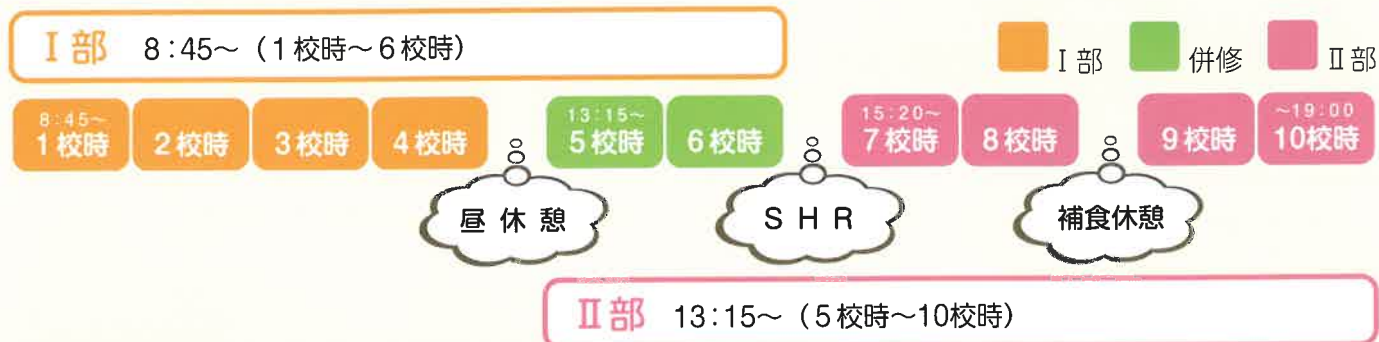 Ⅰ部 8:45~(1校時~6校時)
Ⅰ部 併修 Ⅱ部
8:45~ 13:15~ 15:20~ ~19:00
1校時 2校時 3校時 4校時 5校時 6校時 7校時 8校時 9校時 10校時
昼休憩 SHR 補食休憩
Ⅱ部 13:15~(5校時~10校時)